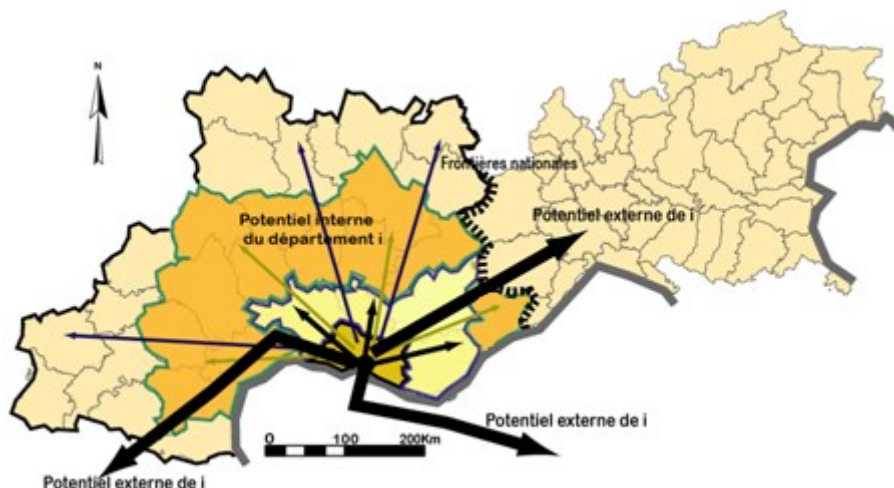 N
Frontières nationales
Potentiel interne
du département i
Potentiel externe de i
Potentiel externe de i
0 100 200Km
Potentiel externe de i